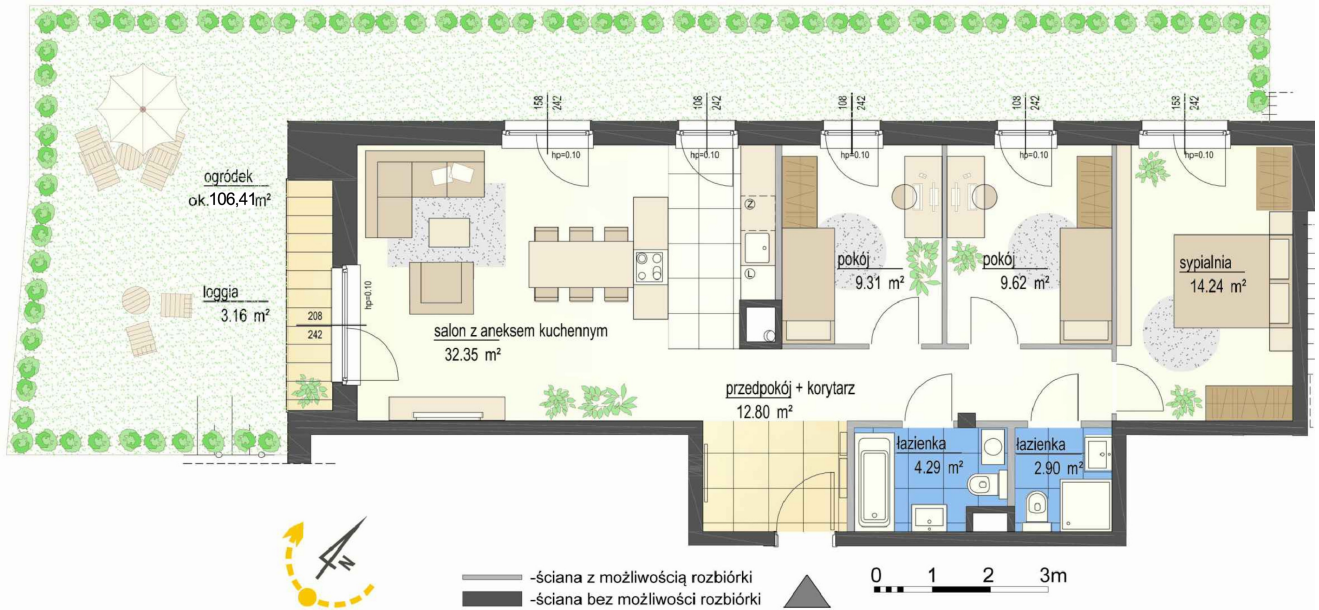 158
242
108
242
108
242
108
242
158
242
hp=0.10
hp=0.10
hp=0.10
hp=0.10
hp=0.10
ogródek
ok.106,41m²
Z
pokój
9.31 m²
pokój
9.62 m²
sypialnia
14.24 m²
loggia
3.16 m²
hp=0.10
L
208
242
salon z aneksem kuchennym
32.35 m²
przedpokój + korytarz
12.80 m²
łazienka
4.29 m²
łazienka
2.90 m²
N
-ściana z możliwością rozbiórki
-ściana bez możliwości rozbiórki
0 1 2 3m